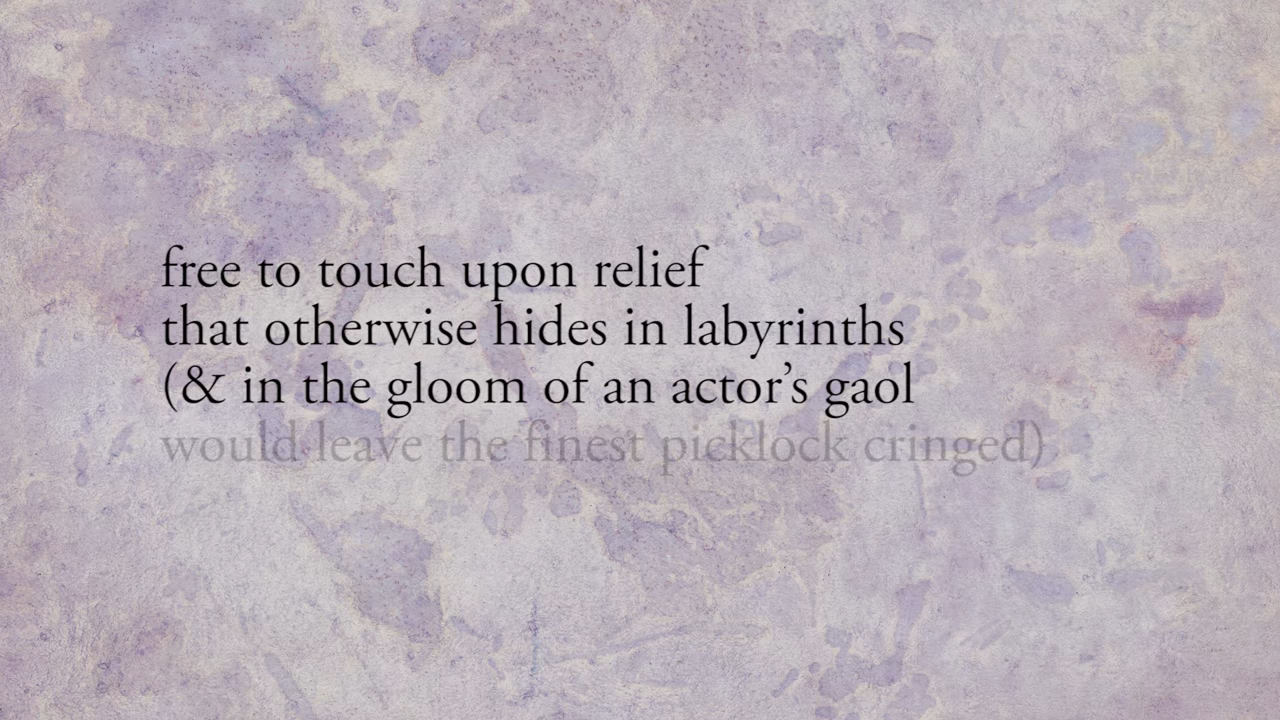 free to touch upon relief
that otherwise hides in labyrinths
(& in the gloom of an actor’s gaol
would leave the finest picklock cringed)